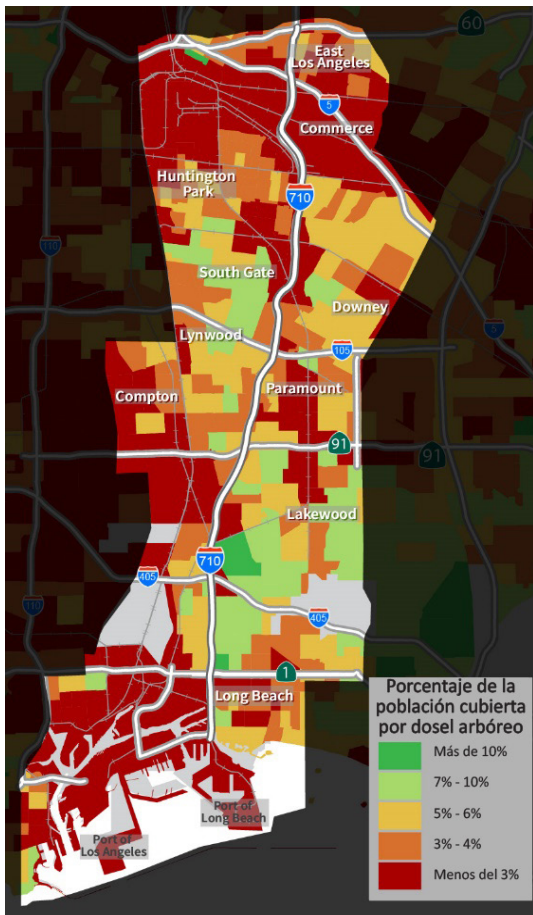 60
East
Los Angeles
5
Commerce
Huntington
Park
710
110
South Gate
Downey
Lynwood
5
105
Compton
Paramount
91
91
Lakewood
710
405
405
110
1
Long Beach
Port of
Long Beach
Port of
Los Angeles
Porcentaje de la
población cubierta
por dosel arbóreo
Más de 10%
7% - 10%
5% - 6%
3% - 4%
Menos del 3%